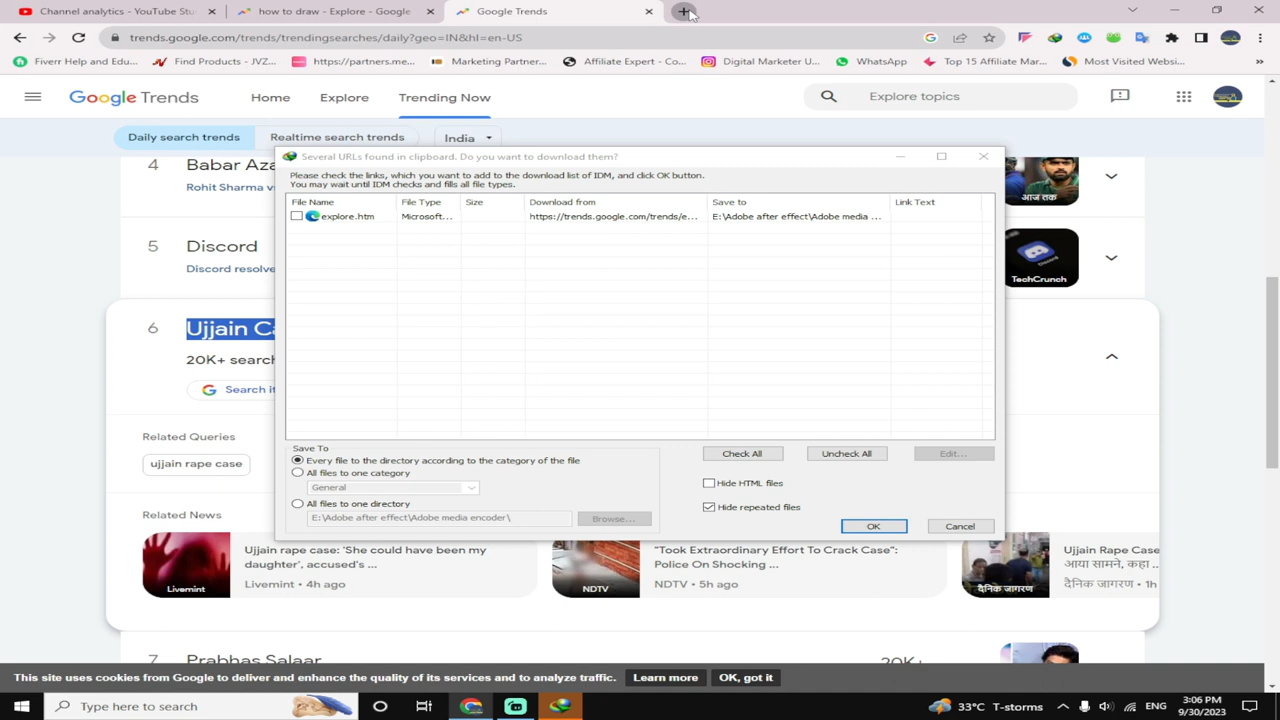 Channel analytics - YouTube Stu
how to draw - Explore - Google
Google Trends
trends.google.com/trends/trendingsearches/daily?geo=IN&hl=en-US
Fiverr Help and Edu...
Find Products - JVZ...
https://partners.me...
Marketing Partner...
Affiliate Expert - Co...
Digital Marketer U...
WhatsApp
Top 15 Affiliate Mar...
Most Visited Websi...
Google Trends
Home
Explore
Trending Now
Explore topics
Daily search trends
Realtime search trends
India
Several URLs found in clipboard. Do you want to download them?
Please check the links, which you want to add to the download list of IDM, and click OK button.
You may wait until IDM checks and fills all file types.
File Name
File Type
Size
Download from
Save to
Link Text
explore.htm
Microsoft...
https://trends.google.com/trends/e...
E:\Adobe after effect\Adobe media ...
4
Babar Aza
Rohit Sharma v
आज तक
5
Discord
Discord resolve
TechCrunch
6
Ujjain Ca
20K+ search
Search it
Related Queries
ujjain rape case
Save To
Every file to the directory according to the category of the file
All files to one category
General
All files to one directory
E:\Adobe after effect\Adobe media encoder\
Browse...
Check All
Uncheck All
Edit...
Hide HTML files
Hide repeated files
OK
Cancel
Related News
Livemint
Ujjain rape case: 'She could have been my
daughter', accused's ...
Livemint • 4h ago
NDTV
"Took Extraordinary Effort To Crack Case":
Police On Shocking ...
NDTV • 5h ago
दैनिक जागरण
Ujjain Rape Case
आया सामने, कहा
दैनिक जागरण • 1h
7
Prabhas Salaar
20K+
This site uses cookies from Google to deliver and enhance the quality of its services and to analyze traffic.
Learn more
OK, got it
Type here to search
33°C T-storms
ENG
3:06 PM
9/30/2023